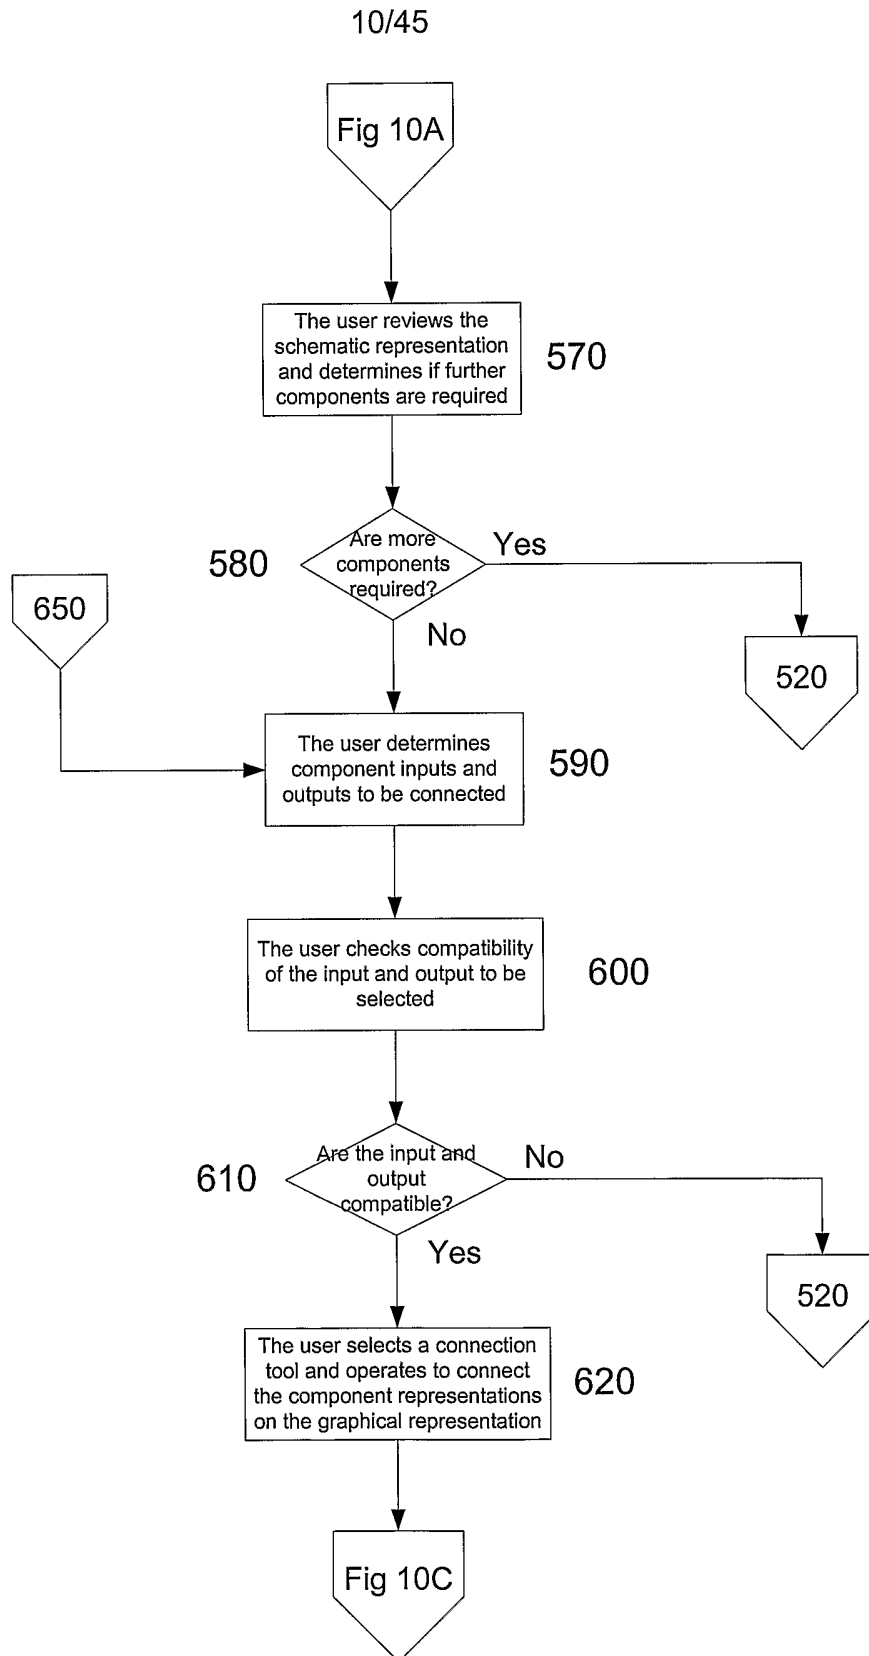 10/45
Fig 10A
The user reviews the
schematic representation
and determines if further
components are required
570
Are more
components
required?
580
Yes
No
650
520
The user determines
component inputs and
outputs to be connected
590
The user checks compatibility
of the input and output to be
selected
600
Are the input and
output
compatible?
610
No
Yes
520
The user selects a connection
tool and operates to connect
the component representations
on the graphical representation
620
Fig 10C